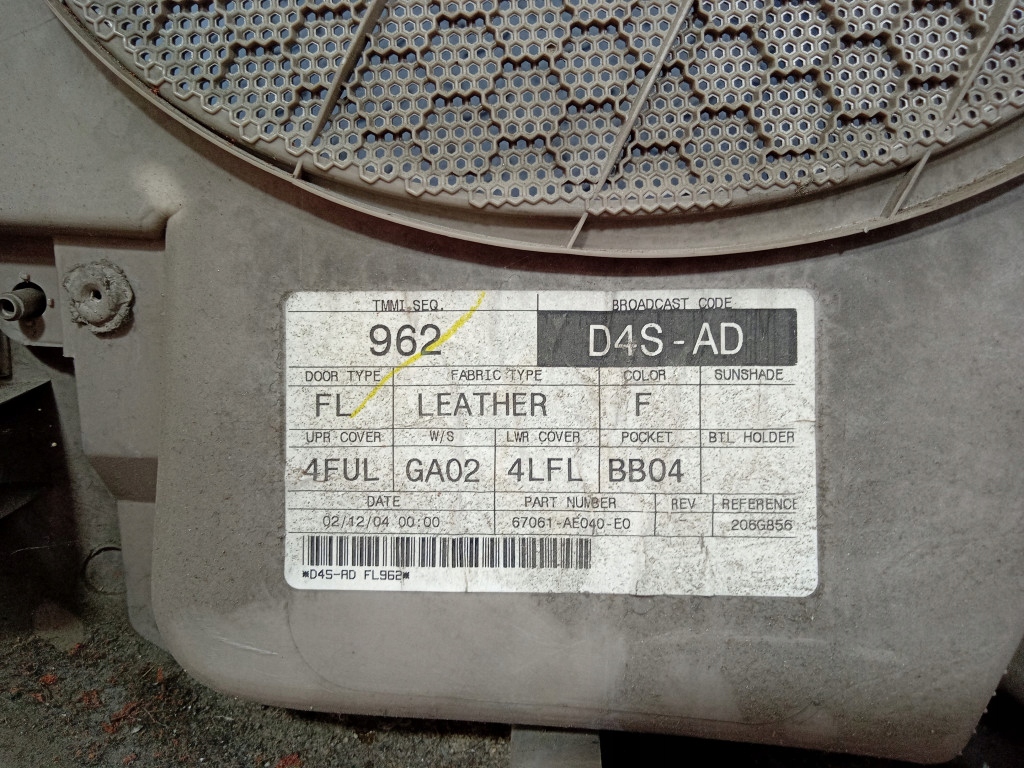 TMMI SEQ. BROADCAST CODE
962 D4S-AD
DOOR TYPE FABRIC TYPE COLOR SUNSHADE
FL LEATHER F
UPR COVER W/S LWR COVER POCKET BTL HOLDER
4FUL GA02 4LFL BB04
DATE PART NUMBER REV REFERENCE
02/12/04 00:00 67061-AE040-E0 206G856
*D4S-AD FL962*